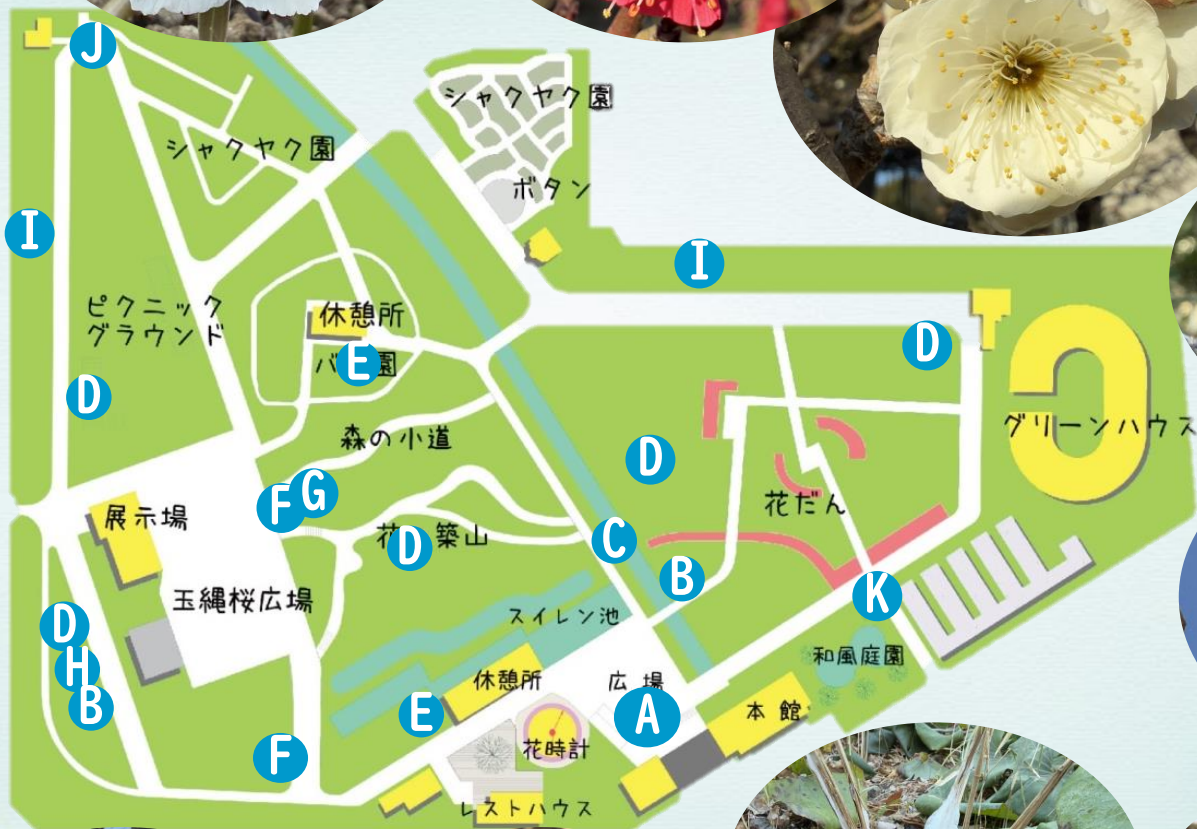 J
シャクヤク園
シャクヤク園
ボタン
I
I
ピクニック
グラウンド
休憩所
バ
E
園
D
D
グリーンハウス
森の小道
D
F
G
展示場
花
D
築山
C
花だん
B
K
玉縄桜広場
スイレン池
D
H
B
和風庭園
休憩所
広場
E
A
本館
F
花時計
レストハウス